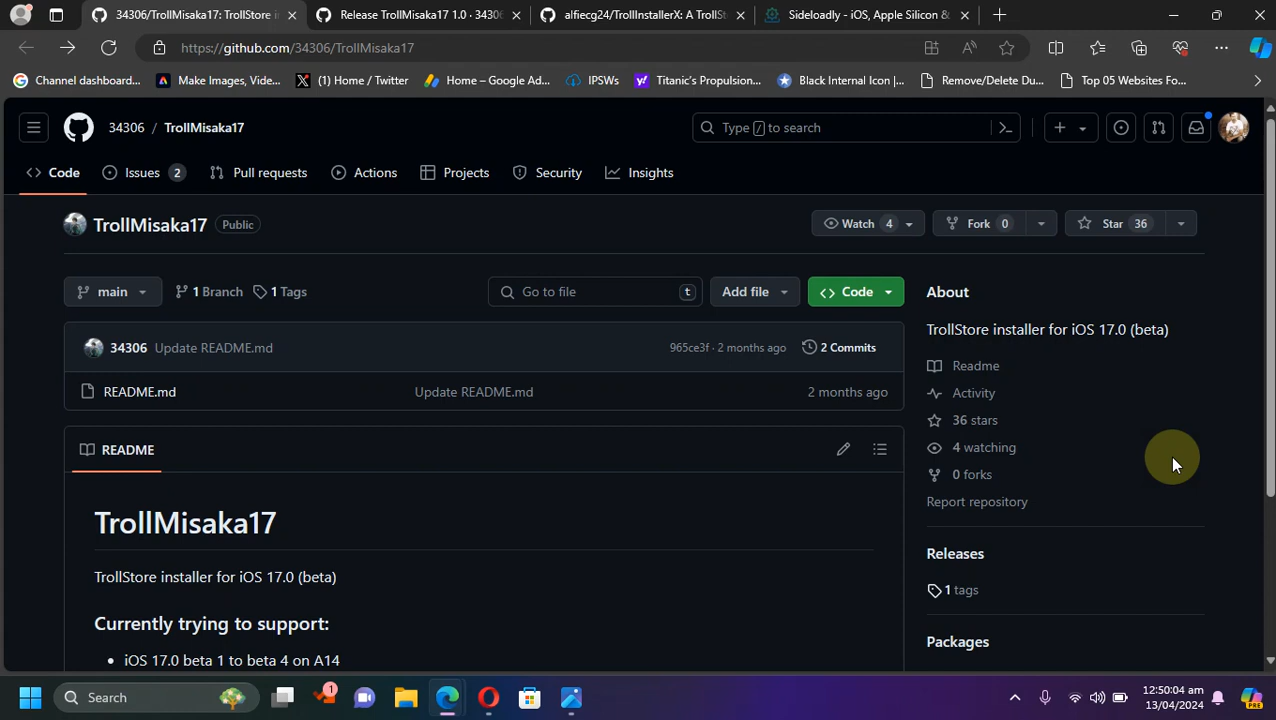 34306/TrollMisaka17: TrollStore i
Release TrollMisaka17 1.0 · 3430
alfiecg24/TrollInstallerX: A Troll
Sideloadly - iOS, Apple Silicon &
https://github.com/34306/TrollMisaka17
Channel dashboard...
Make Images, Vide...
(1) Home / Twitter
Home – Google Ad...
IPSWs
Titanic's Propulsion...
Black Internal Icon |...
Remove/Delete Du...
Top 05 Websites Fo...
34306 / TrollMisaka17
Type / to search
Code
Issues 2
Pull requests
Actions
Projects
Security
Insights
TrollMisaka17 Public
Watch 4
Fork 0
Star 36
main
1 Branch
1 Tags
Go to file t
Add file
Code
About
TrollStore installer for iOS 17.0 (beta)
34306 Update README.md
965ce3f · 2 months ago
2 Commits
README.md
Update README.md
2 months ago
Readme
Activity
36 stars
4 watching
0 forks
Report repository
README
TrollMisaka17
TrollStore installer for iOS 17.0 (beta)
Currently trying to support:
• iOS 17.0 beta 1 to beta 4 on A14
Releases
1 tags
Packages
Search
1
12:50:04 am
13/04/2024
PRE